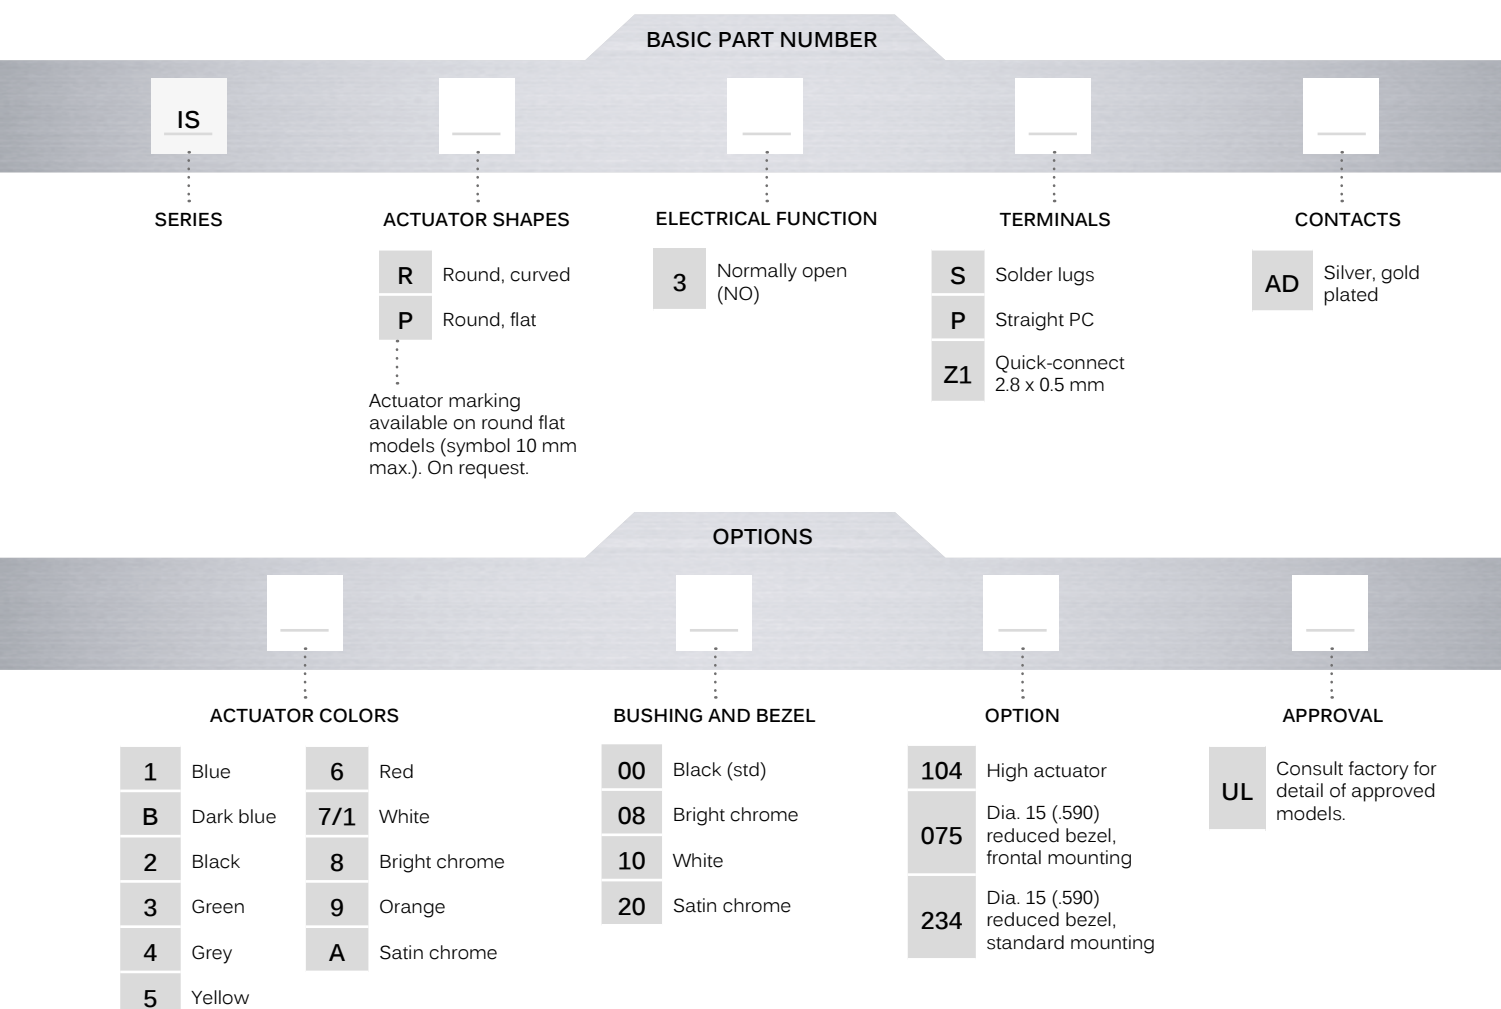 BASIC PART NUMBER
IS
SERIES
ACTUATOR SHAPES
R Round, curved
P Round, flat
Actuator marking
available on round flat
models (symbol 10 mm
max.). On request.
ELECTRICAL FUNCTION
3 Normally open
(NO)
TERMINALS
S Solder lugs
P Straight PC
Z1 Quick-connect
2.8 x 0.5 mm
CONTACTS
AD Silver, gold
plated
OPTIONS
ACTUATOR COLORS
1 Blue
B Dark blue
2 Black
3 Green
4 Grey
5 Yellow
6 Red
7/1 White
8 Bright chrome
9 Orange
A Satin chrome
BUSHING AND BEZEL
00 Black (std)
08 Bright chrome
10 White
20 Satin chrome
OPTION
104 High actuator
075 Dia. 15 (.590)
reduced bezel,
frontal mounting
234 Dia. 15 (.590)
reduced bezel,
standard mounting
APPROVAL
UL Consult factory for
detail of approved
models.